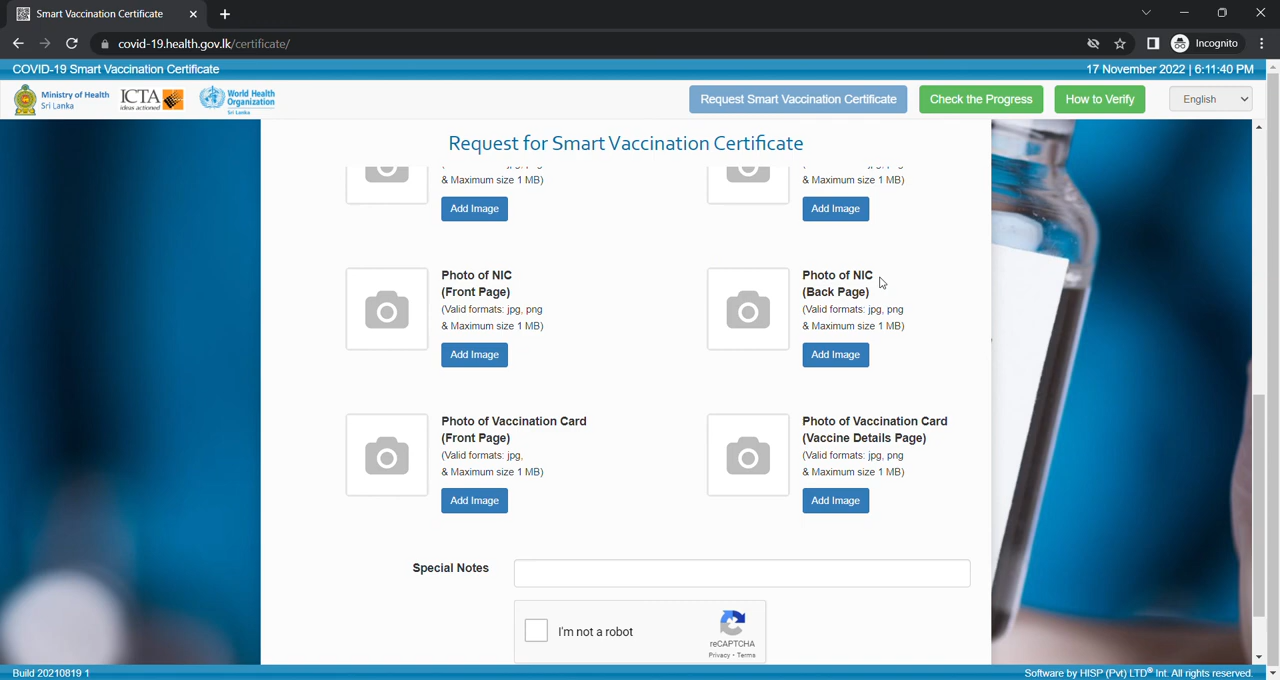 Smart Vaccination Certificate
covid-19.health.gov.lk/certificate/
Incognito
COVID-19 Smart Vaccination Certificate
17 November 2022 | 6:11:40 PM
Ministry of Health
Sri Lanka
ICTA
ideas actioned
World Health
Organization
Sri Lanka
Request Smart Vaccination Certificate
Check the Progress
How to Verify
English
Request for Smart Vaccination Certificate
& Maximum size 1 MB)
Add Image
& Maximum size 1 MB)
Add Image
Photo of NIC
(Front Page)
(Valid formats: jpg, png
& Maximum size 1 MB)
Add Image
Photo of NIC
(Back Page)
(Valid formats: jpg, png
& Maximum size 1 MB)
Add Image
Photo of Vaccination Card
(Front Page)
(Valid formats: jpg,
& Maximum size 1 MB)
Add Image
Photo of Vaccination Card
(Vaccine Details Page)
(Valid formats: jpg, png
& Maximum size 1 MB)
Add Image
Special Notes
I'm not a robot
reCAPTCHA
Privacy - Terms
Build 20210819 1
Software by HISP (Pvt) LTD® Int. All rights reserved.